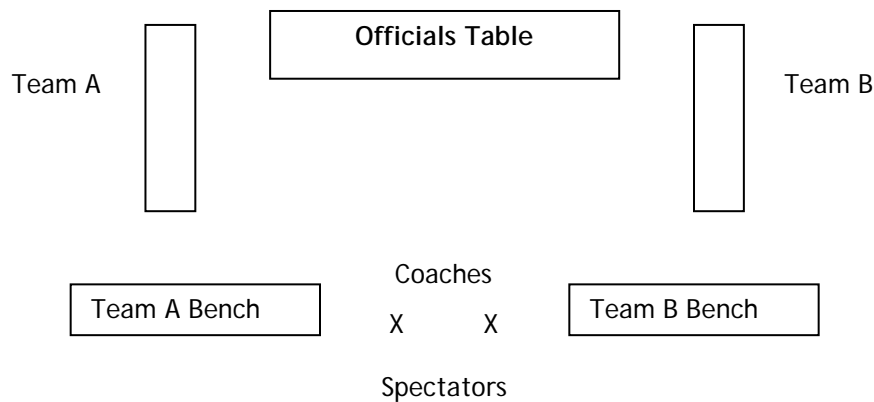 Officials Table
Team A
Team B
Coaches
Team A Bench
X X
Team B Bench
Spectators